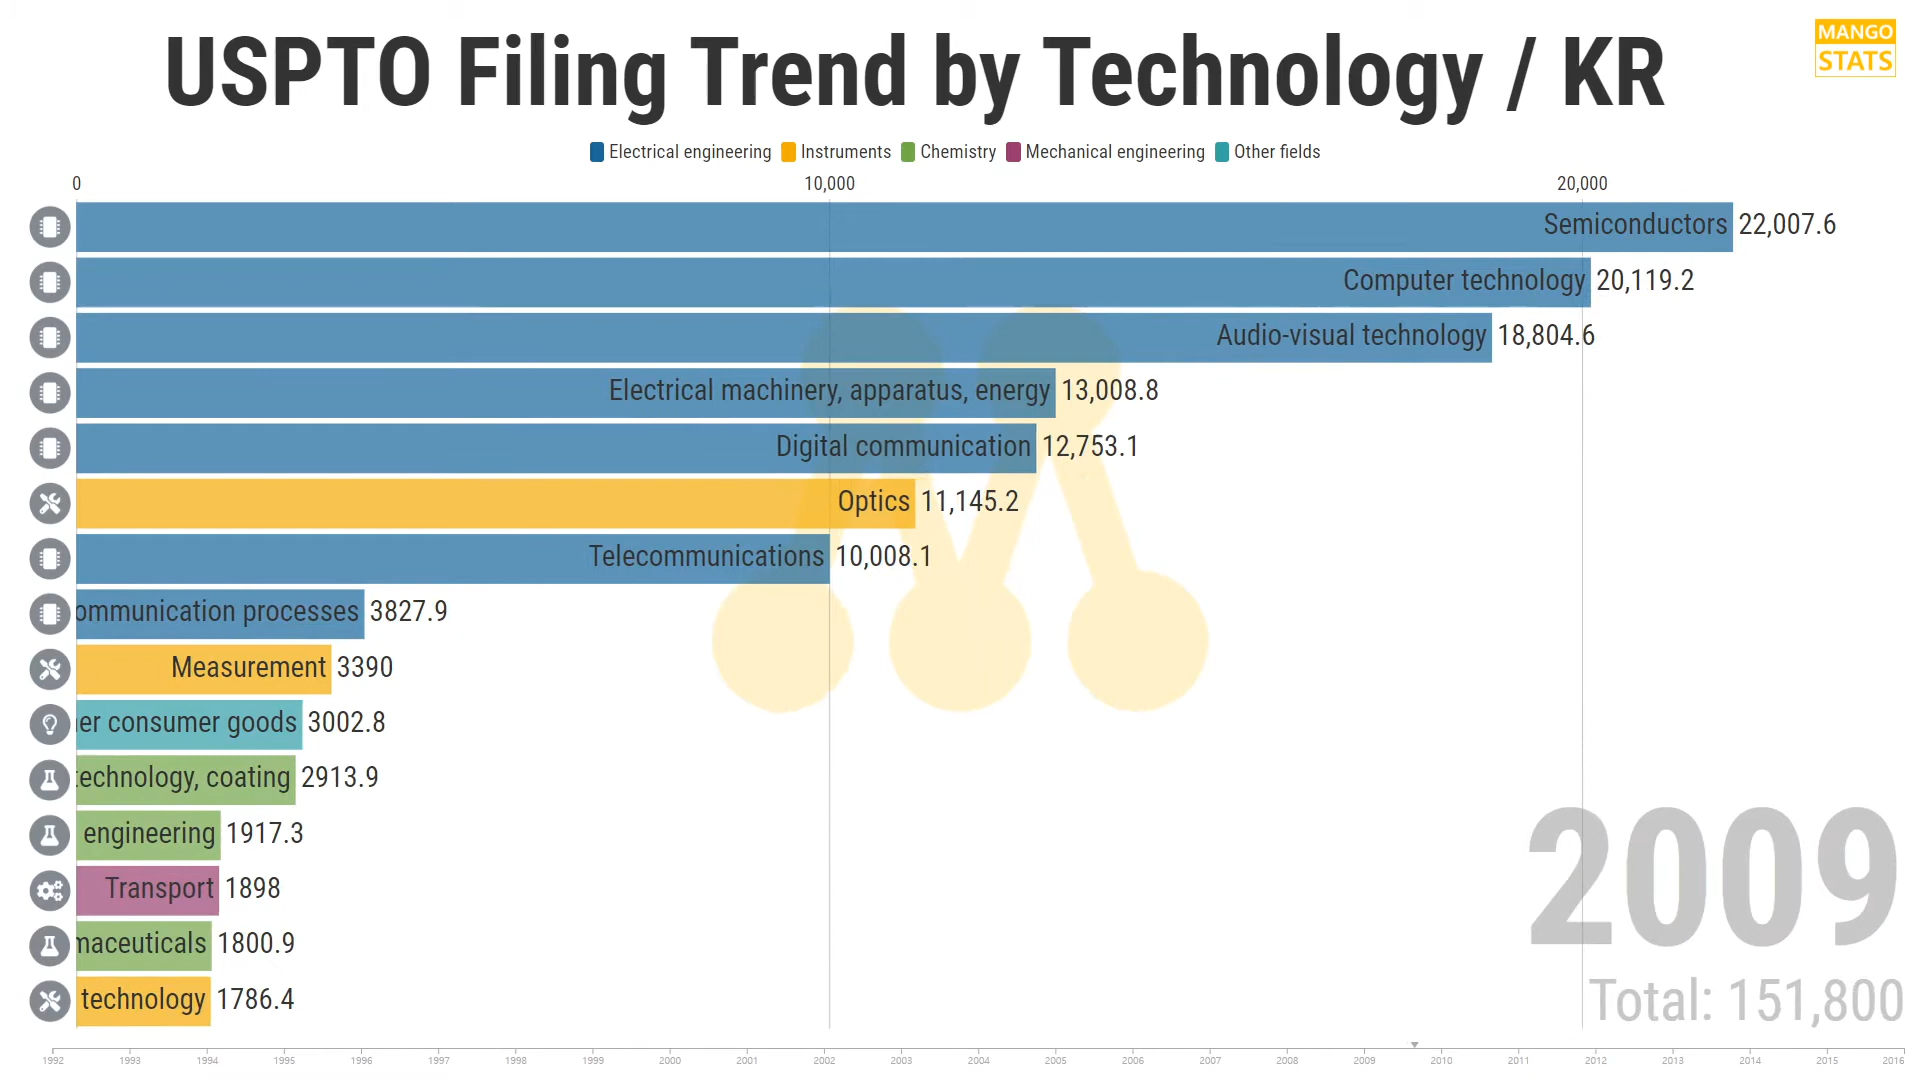 USPTO Filing Trend by Technology / KR
MANGO
STATS
Electrical engineering Instruments Chemistry Mechanical engineering Other fields
0 10,000 20,000
Semiconductors 22,007.6
Computer technology 20,119.2
Audio-visual technology 18,804.6
Electrical machinery, apparatus, energy 13,008.8
Digital communication 12,753.1
Optics 11,145.2
Telecommunications 10,008.1
ommunication processes 3827.9
Measurement 3390
er consumer goods 3002.8
technology, coating 2913.9
engineering 1917.3
Transport 1898
maceuticals 1800.9
technology 1786.4
2009
Total: 151,800
1992 1993 1994 1995 1996 1997 1998 1999 2000 2001 2002 2003 2004 2005 2006 2007 2008 2009 2010 2011 2012 2013 2014 2015 2016